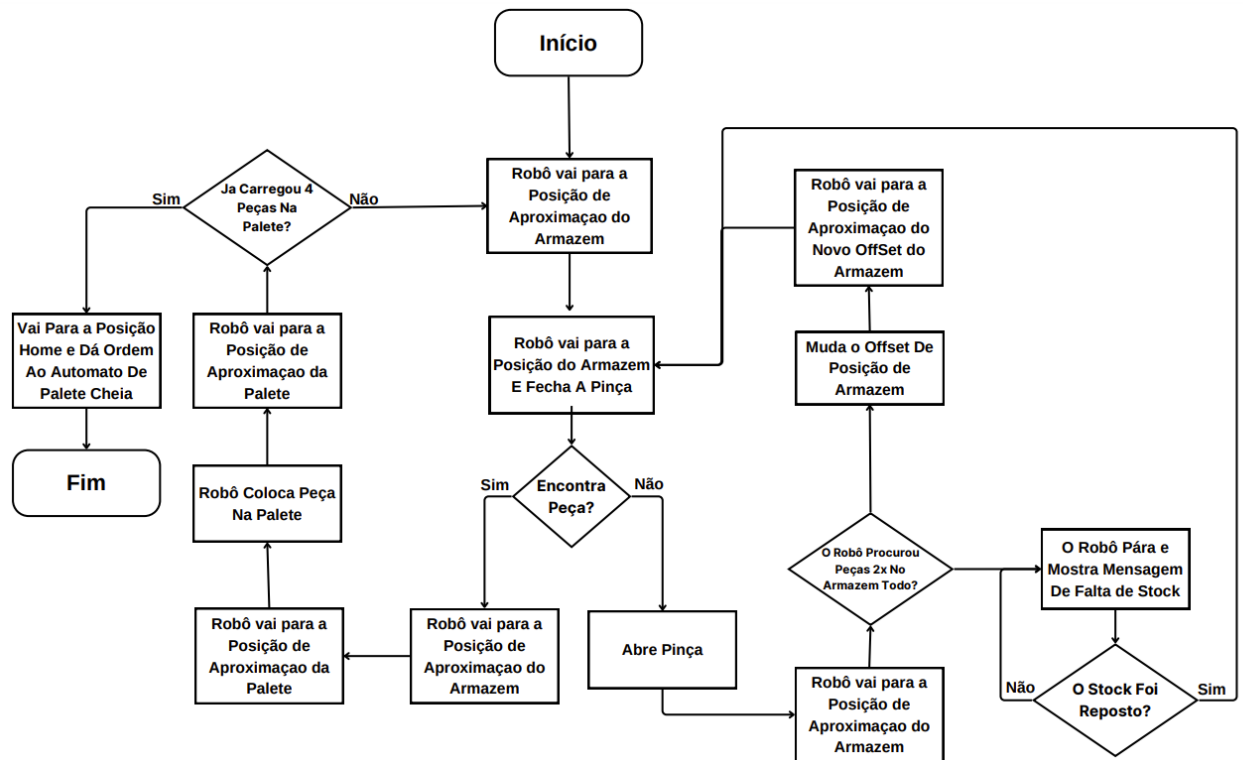 Início
Ja Carregou 4
Peças Na
Palete?
Sim
Não
Robô vai para a
Posição de
Aproximaçao do
Armazem
Robô vai para a
Posição de
Aproximaçao do
Novo OffSet do
Armazem
Vai Para a Posição
Home e Dá Ordem
Ao Automato De
Palete Cheia
Robô vai para a
Posição de
Aproximaçao da
Palete
Robô vai para a
Posição do Armazem
E Fecha A Pinça
Muda o Offset De
Posição de
Armazem
Fim
Robô Coloca Peça
Na Palete
Sim
Encontra
Peça?
Não
O Robô Procurou
Peças 2x No
Armazem Todo?
O Robô Pára e
Mostra Mensagem
De Falta de Stock
Robô vai para a
Posição de
Aproximaçao da
Palete
Robô vai para a
Posição de
Aproximaçao do
Armazem
Abre Pinça
Robô vai para a
Posição de
Aproximaçao do
Armazem
Não
O Stock Foi
Reposto?
Sim